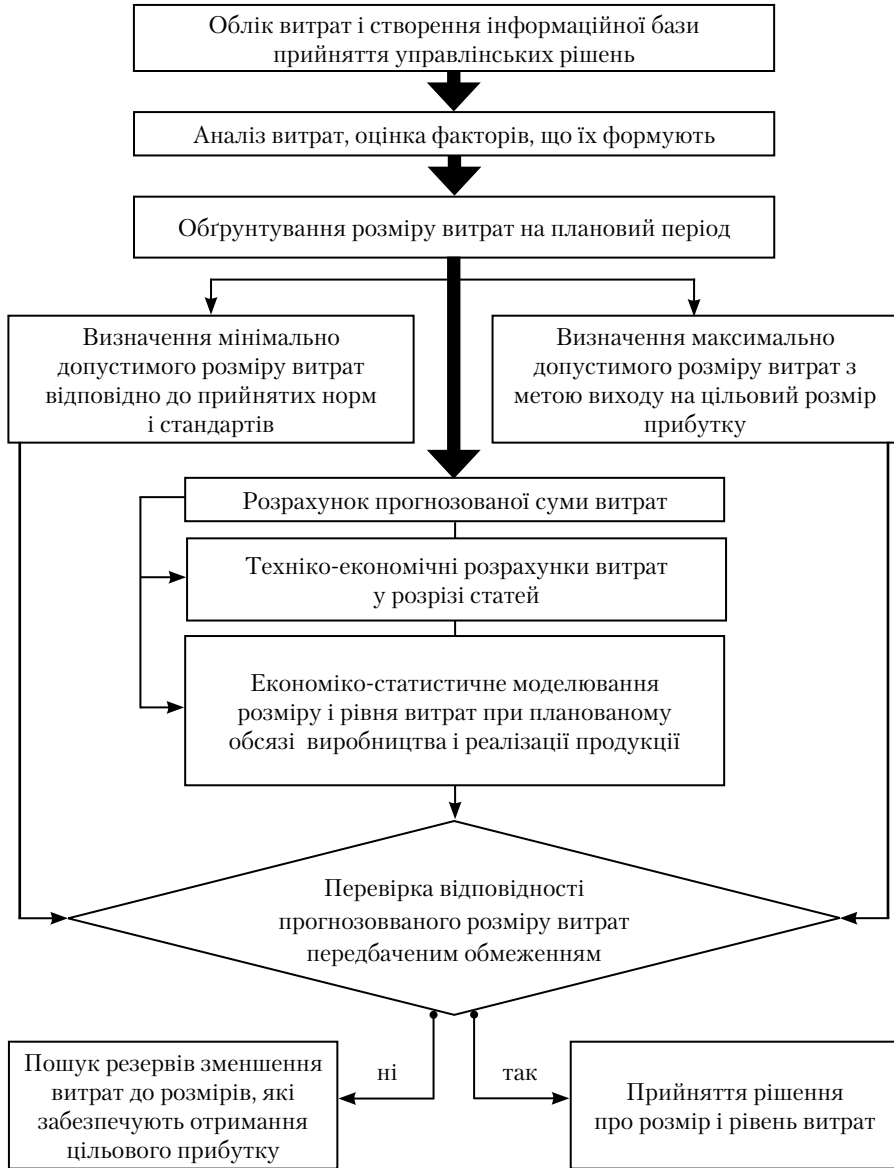 Облік витрат і створення інформаційної бази
прийняття управлінських рішень
Аналіз витрат, оцінка факторів, що їх формують
Обґрунтування розміру витрат на плановий період
Визначення мінімально
допустимого розміру витрат
відповідно до прийнятих норм
і стандартів
Визначення максимально
допустимого розміру витрат з
метою виходу на цільовий розмір
прибутку
Розрахунок прогнозованої суми витрат
Техніко-економічні розрахунки витрат
у розрізі статей
Економіко-статистичне моделювання
розміру і рівня витрат при планованому
обсязі виробництва і реалізації продукції
Перевірка відповідності
прогнозовваного розміру витрат
передбаченим обмеженням
ні
так
Пошук резервів зменшення
витрат до розмірів, які
забезпечують отримання
цільового прибутку
Прийняття рішення
про розмір і рівень витрат